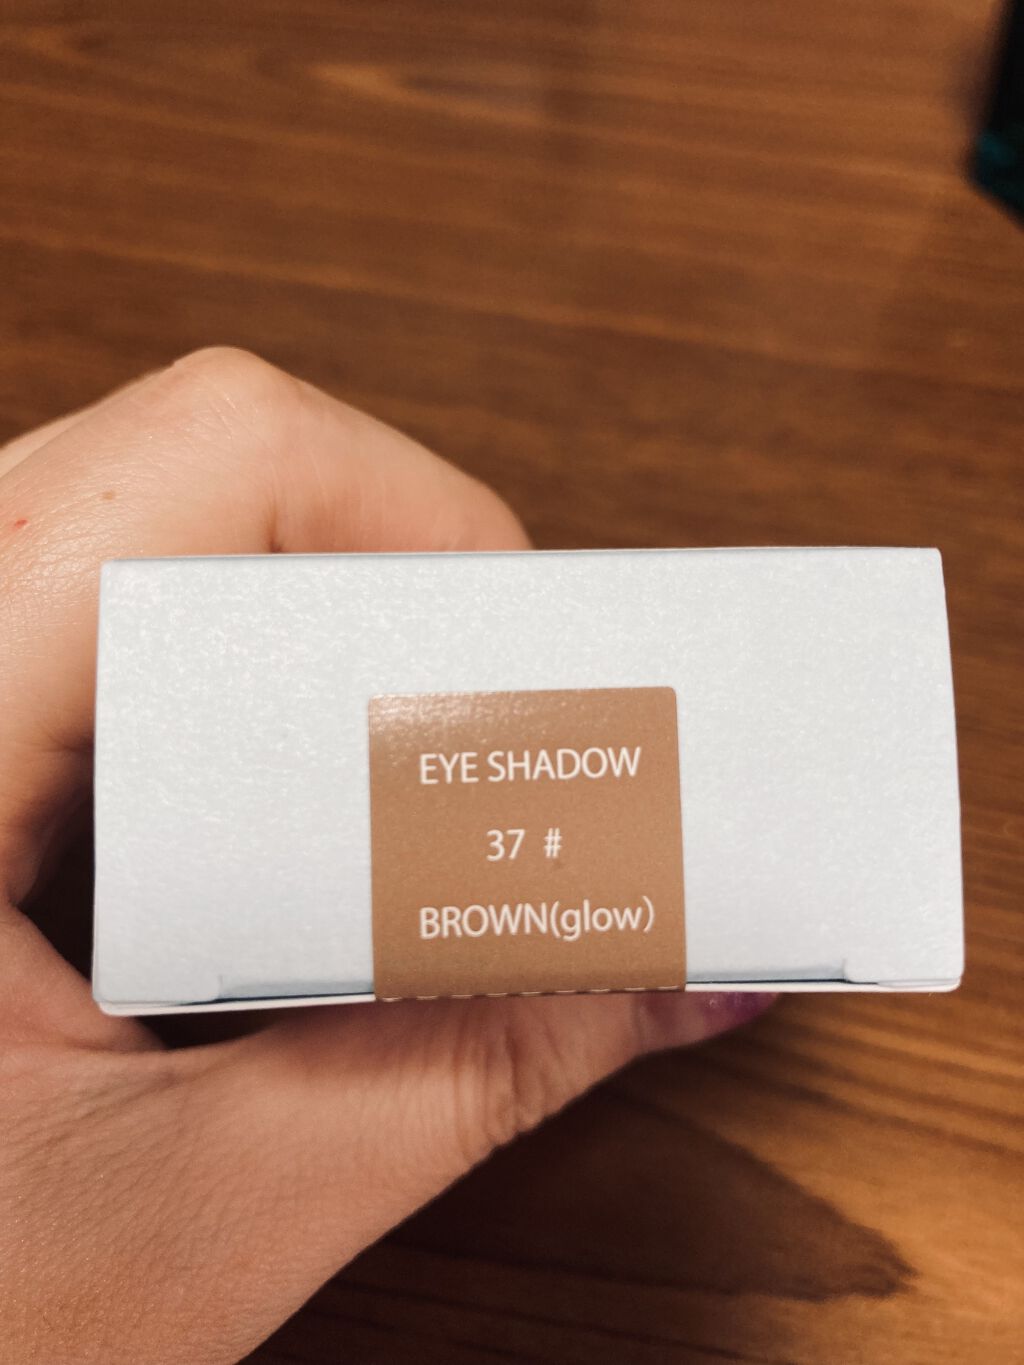 EYE SHADOW
37 #
BROWN(glow)